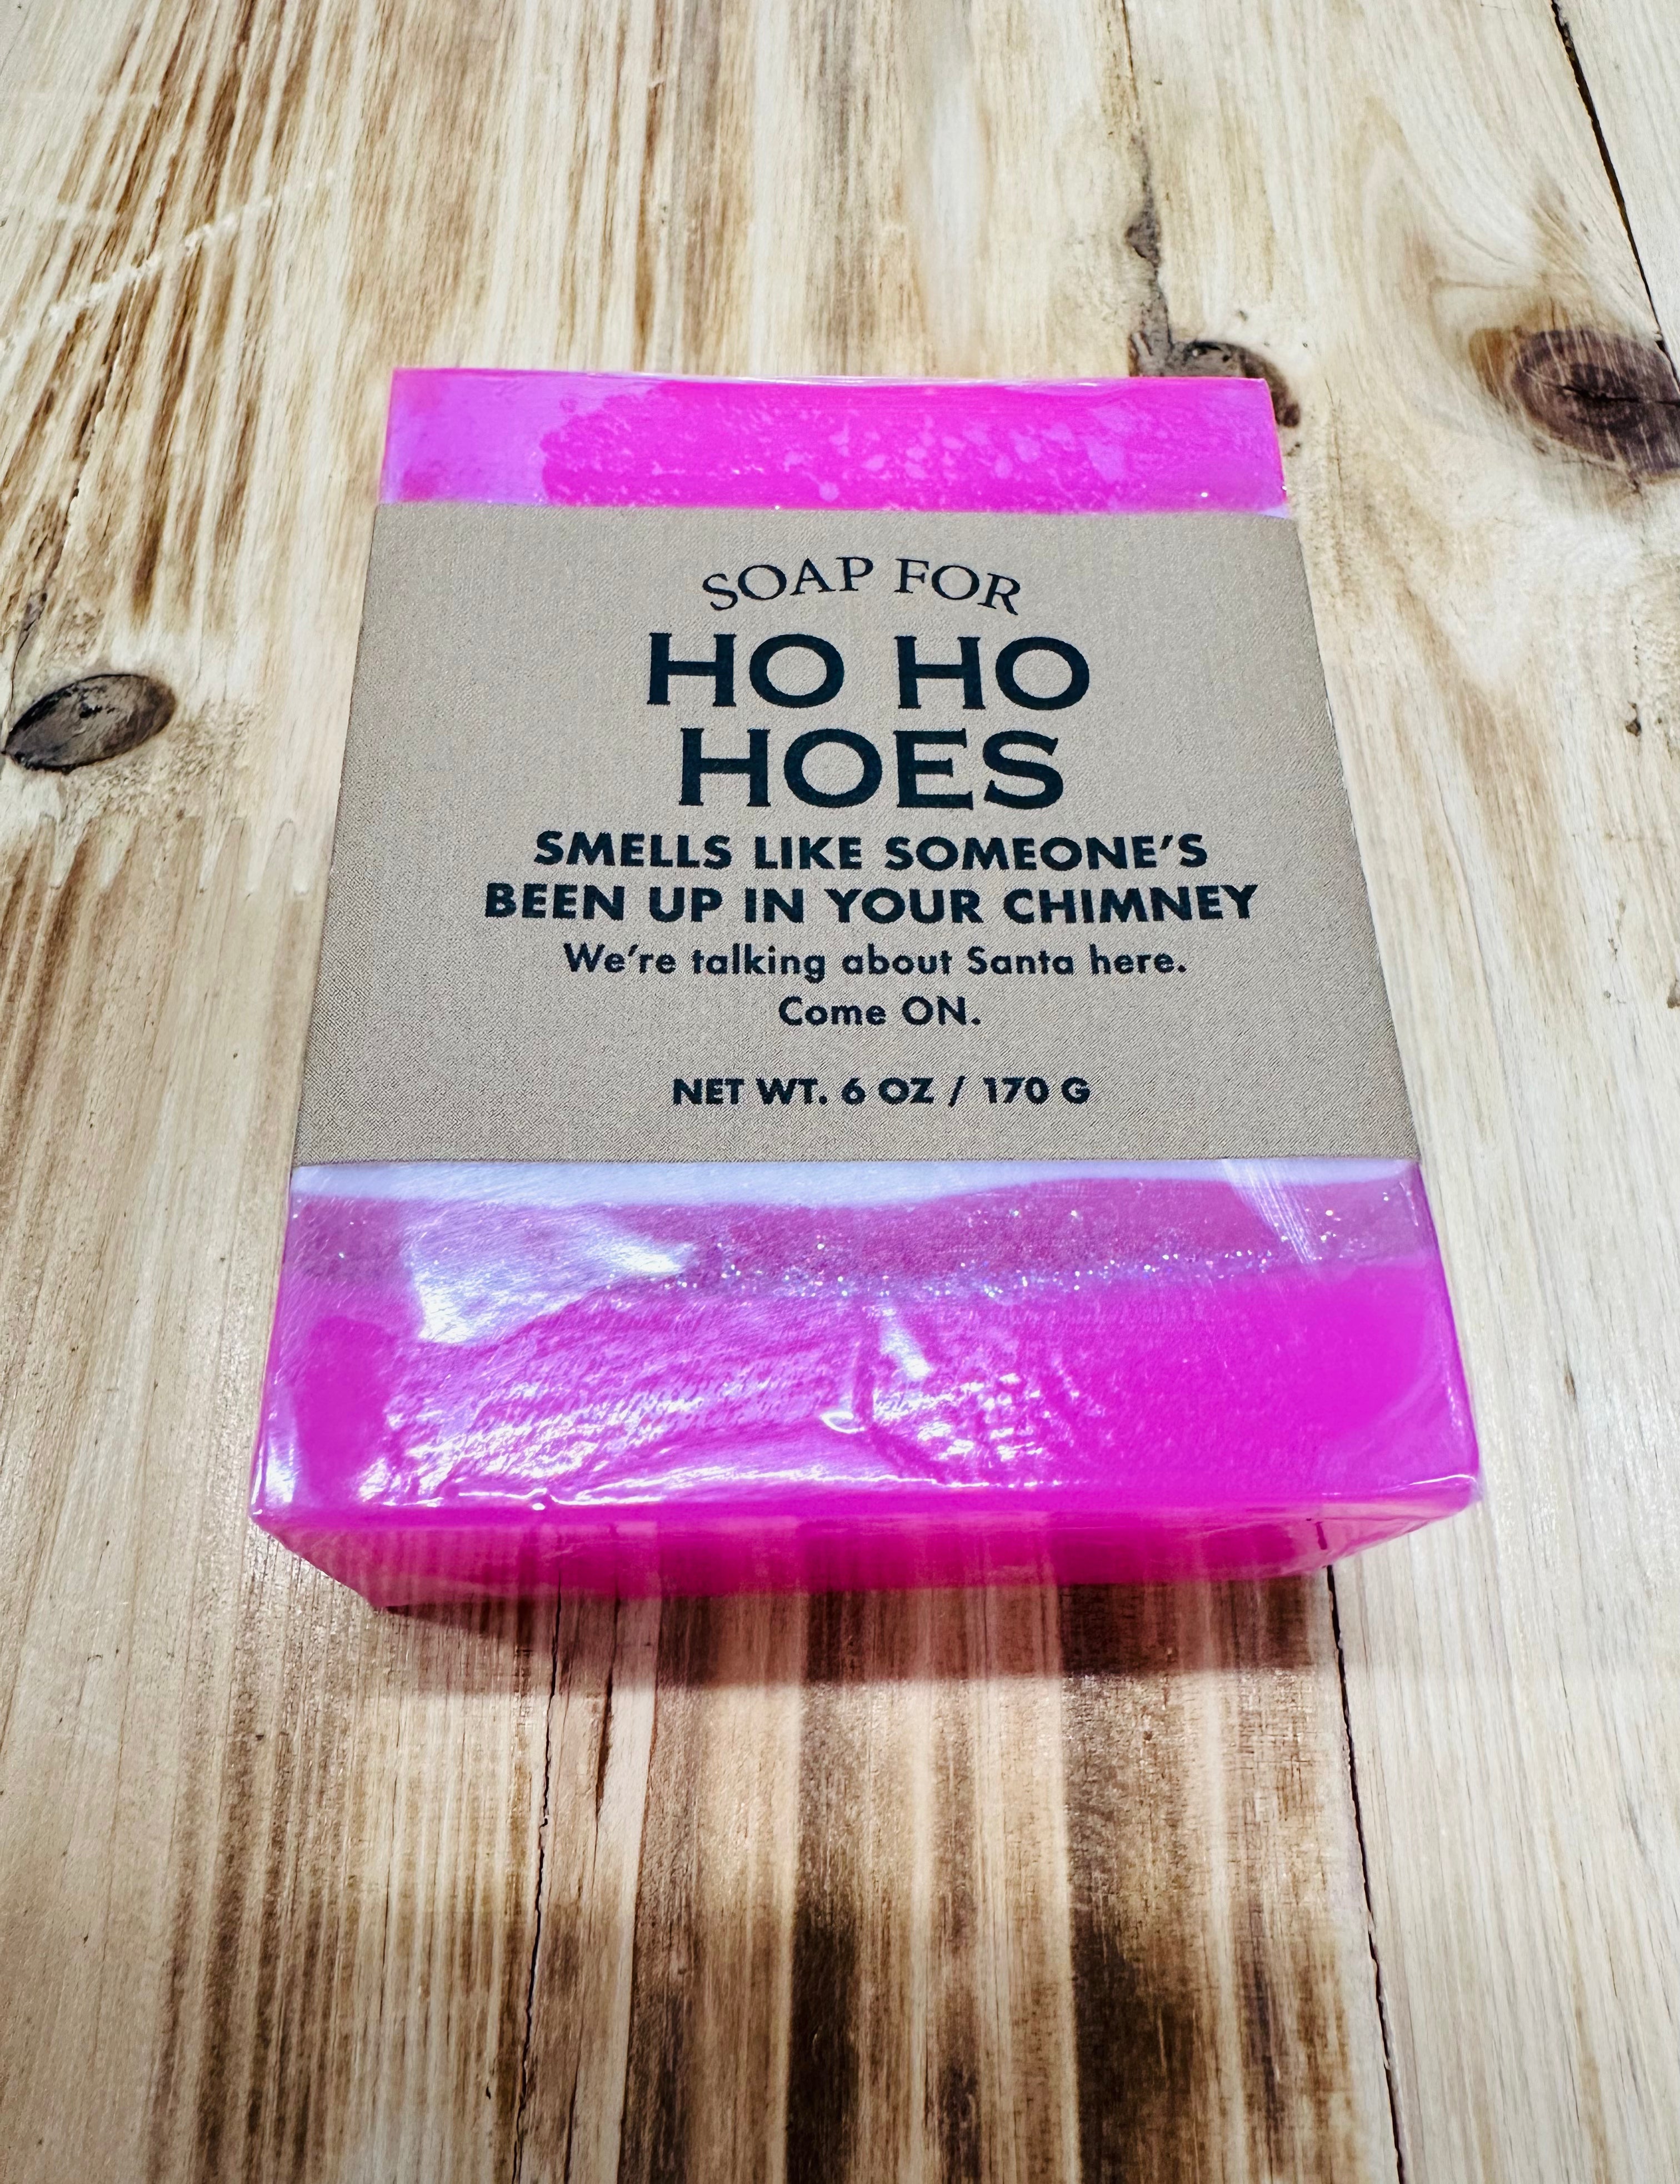 SOAP FOR
HO HO
HOES
SMELLS LIKE SOMEONE'S
BEEN UP IN YOUR CHIMNEY
We're talking about Santa here.
Come ON.
NET WT. 6 OZ / 170 G